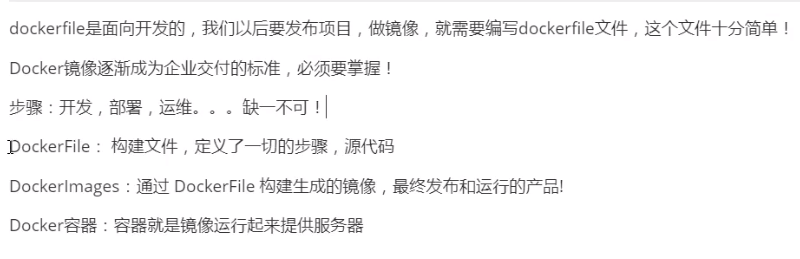 dockerfile是面向开发的，我们以后要发布项目，做镜像，就需要编写dockerfile文件，这个文件十分简单！
Docker镜像逐渐成为企业交付的标准，必须要掌握！
步骤：开发，部署，运维。。。缺一不可！
DockerFile： 构建文件，定义了一切的步骤，源代码
DockerImages：通过 DockerFile 构建生成的镜像，最终发布和运行的产品!
Docker容器：容器就是镜像运行起来提供服务器